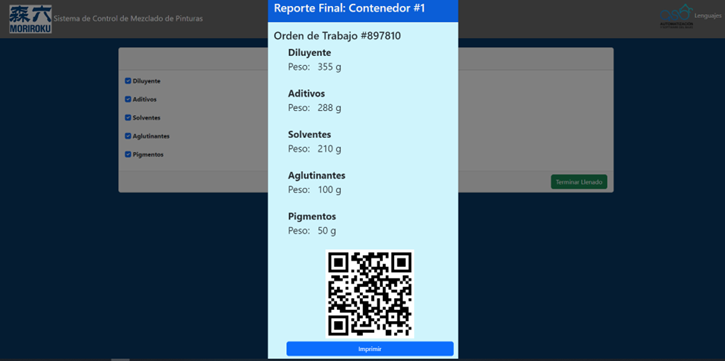 Reporte Final: Contenedor #1
森六
MORIROKU
Sistema de Control de Mezclado de Pinturas
Lenguajes
Orden de Trabajo #897810
Diluyente
Peso: 355 g
Aditivos
Peso: 288 g
Solventes
Peso: 210 g
Aglutinantes
Peso: 100 g
Pigmentos
Peso: 50 g
Imprimir
Diluyente
Aditivos
Solventes
Aglutinantes
Pigmentos
Terminar Llenado